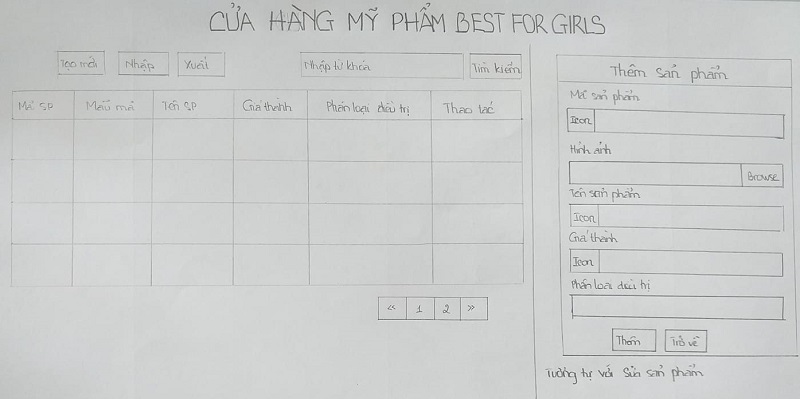 CỬA HÀNG MỸ PHẨM BEST FOR GIRLS
Tạo mới Nhập Xuất Nhập từ khóa Tìm kiếm
Mã SP Mẫu mã Tên SP Giá thành Phân loại điều trị Thao tác
« 1 2 »
Thêm sản phẩm
Mã sản phẩm
Icon
Hình ảnh
Browse
Tên sản phẩm
Icon
Giá thành
Icon
Phân loại điều trị
Thêm Trở về
Tương tự với Sửa sản phẩm